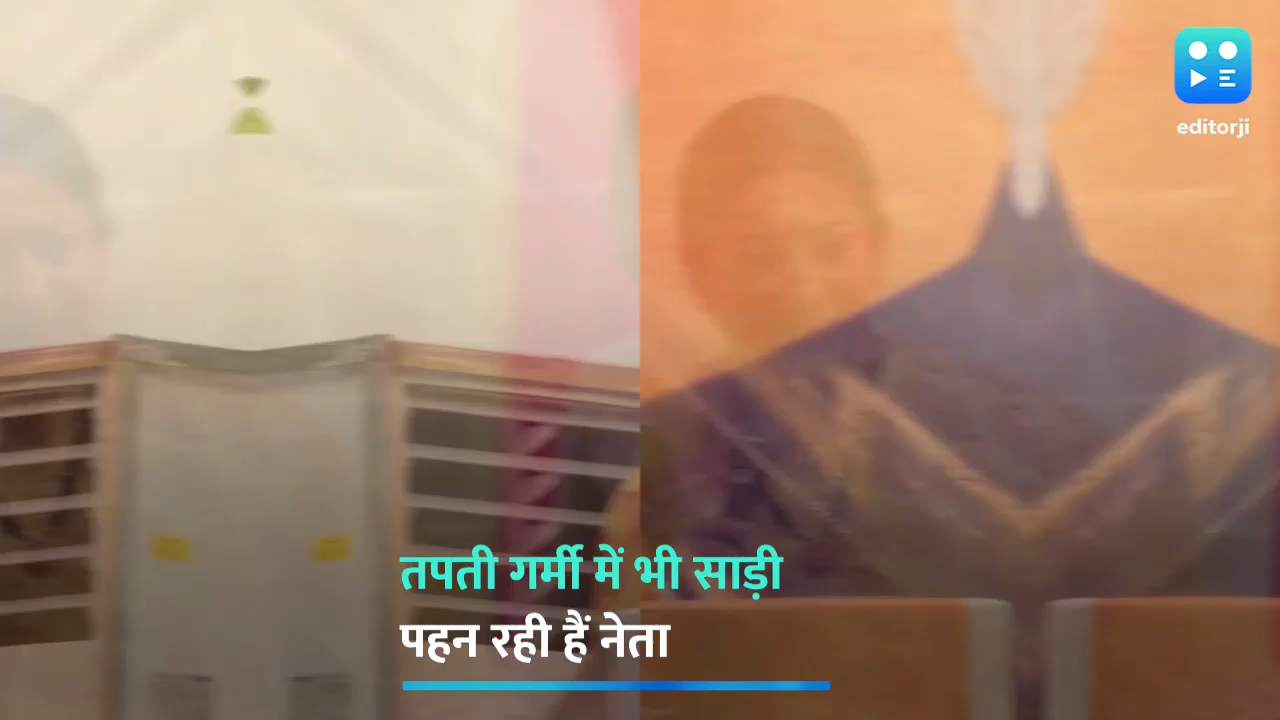 editorji
तपती गर्मी में भी साड़ी
पहन रही हैं नेता